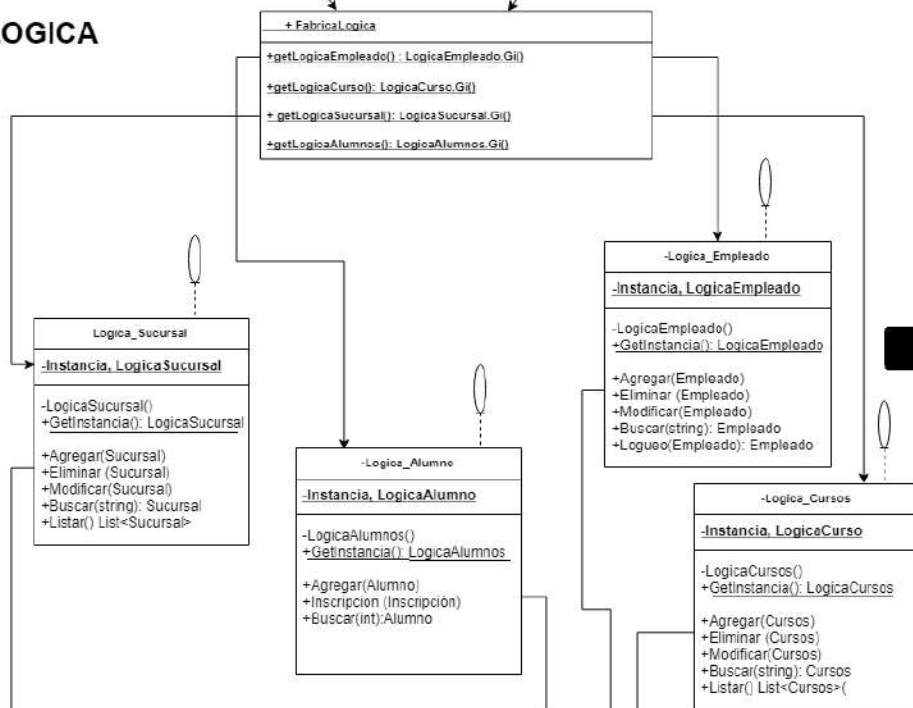 LOGICA
+ FabricaLogica
+getLogicaEmpleado() : LogicaEmpleado.Gi()
+getLogicaCurso(): LogicaCurso.Gi()
+ getLogicaSucursal(): LogicaSucursal.Gi()
+getLogicaAlumnos(): LogicaAlumnos.Gi()
Logica_Sucursal
-Instancia, LogicaSucursal
-LogicaSucursal()
+GetInstancia(): LogicaSucursal
+Agregar(Sucursal)
+Eliminar (Sucursal)
+Modificar(Sucursal)
+Buscar(string): Sucursal
+Listar() List<Sucursal>
-Logica_Alumno
-Instancia, LogicaAlumno
-LogicaAlumnos()
+GetInstancia(): LogicaAlumnos
+Agregar(Alumno)
+Inscripcion (Inscripción)
+Buscar(int):Alumno
-Logica_Empleado
-Instancia, LogicaEmpleado
-LogicaEmpleado()
+GetInstancia(): LogicaEmpleado
+Agregar(Empleado)
+Eliminar (Empleado)
+Modificar(Empleado)
+Buscar(string): Empleado
+Logueo(Empleado): Empleado
-Logica_Cursos
-Instancia, LogicaCurso
-LogicaCursos()
+GetInstancia(): LogicaCursos
+Agregar(Cursos)
+Eliminar (Cursos)
+Modificar(Cursos)
+Buscar(string): Cursos
+Listar() List<Cursos>(